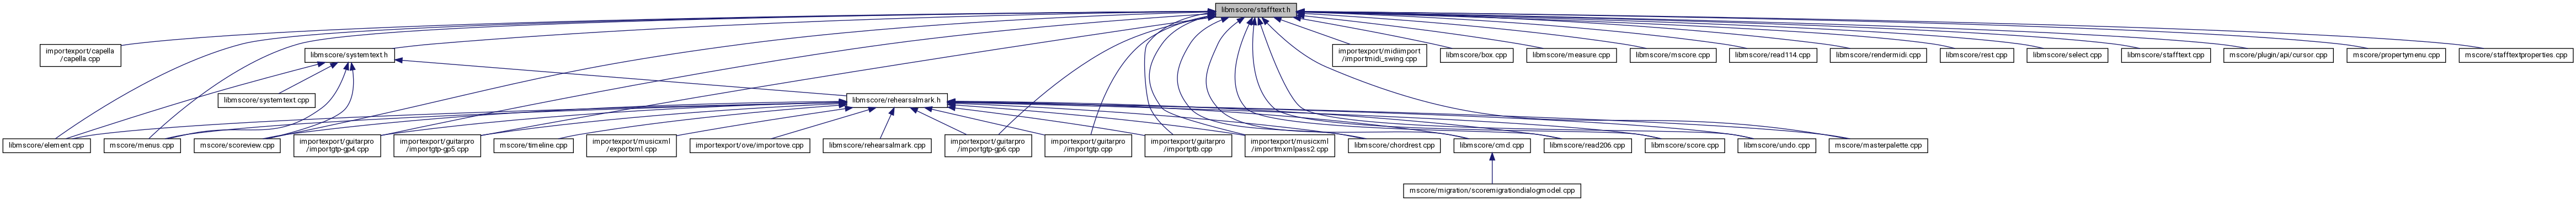 libmscore/stafftext.h
importexport/capella
/capella.cpp
libmscore/systemtext.h
importexport/midiimport
/importmidi_swing.cpp
libmscore/box.cpp
libmscore/measure.cpp
libmscore/mscore.cpp
libmscore/read114.cpp
libmscore/rendermidi.cpp
libmscore/rest.cpp
libmscore/select.cpp
libmscore/stafftext.cpp
mscore/plugin/api/cursor.cpp
mscore/propertymenu.cpp
mscore/stafftextproperties.cpp
libmscore/systemtext.cpp
libmscore/rehearsalmark.h
libmscore/element.cpp
mscore/menus.cpp
mscore/scoreview.cpp
importexport/guitarpro
/importgtp-gp4.cpp
importexport/guitarpro
/importgtp-gp5.cpp
mscore/timeline.cpp
importexport/musicxml
/exportxml.cpp
importexport/ove/importove.cpp
libmscore/rehearsalmark.cpp
importexport/guitarpro
/importgtp-gp6.cpp
importexport/guitarpro
/importgtp.cpp
importexport/guitarpro
/importptb.cpp
importexport/musicxml
/importmxmlpass2.cpp
libmscore/chordrest.cpp
libmscore/cmd.cpp
libmscore/read206.cpp
libmscore/score.cpp
libmscore/undo.cpp
mscore/masterpalette.cpp
mscore/migration/scoremigrationdialogmodel.cpp